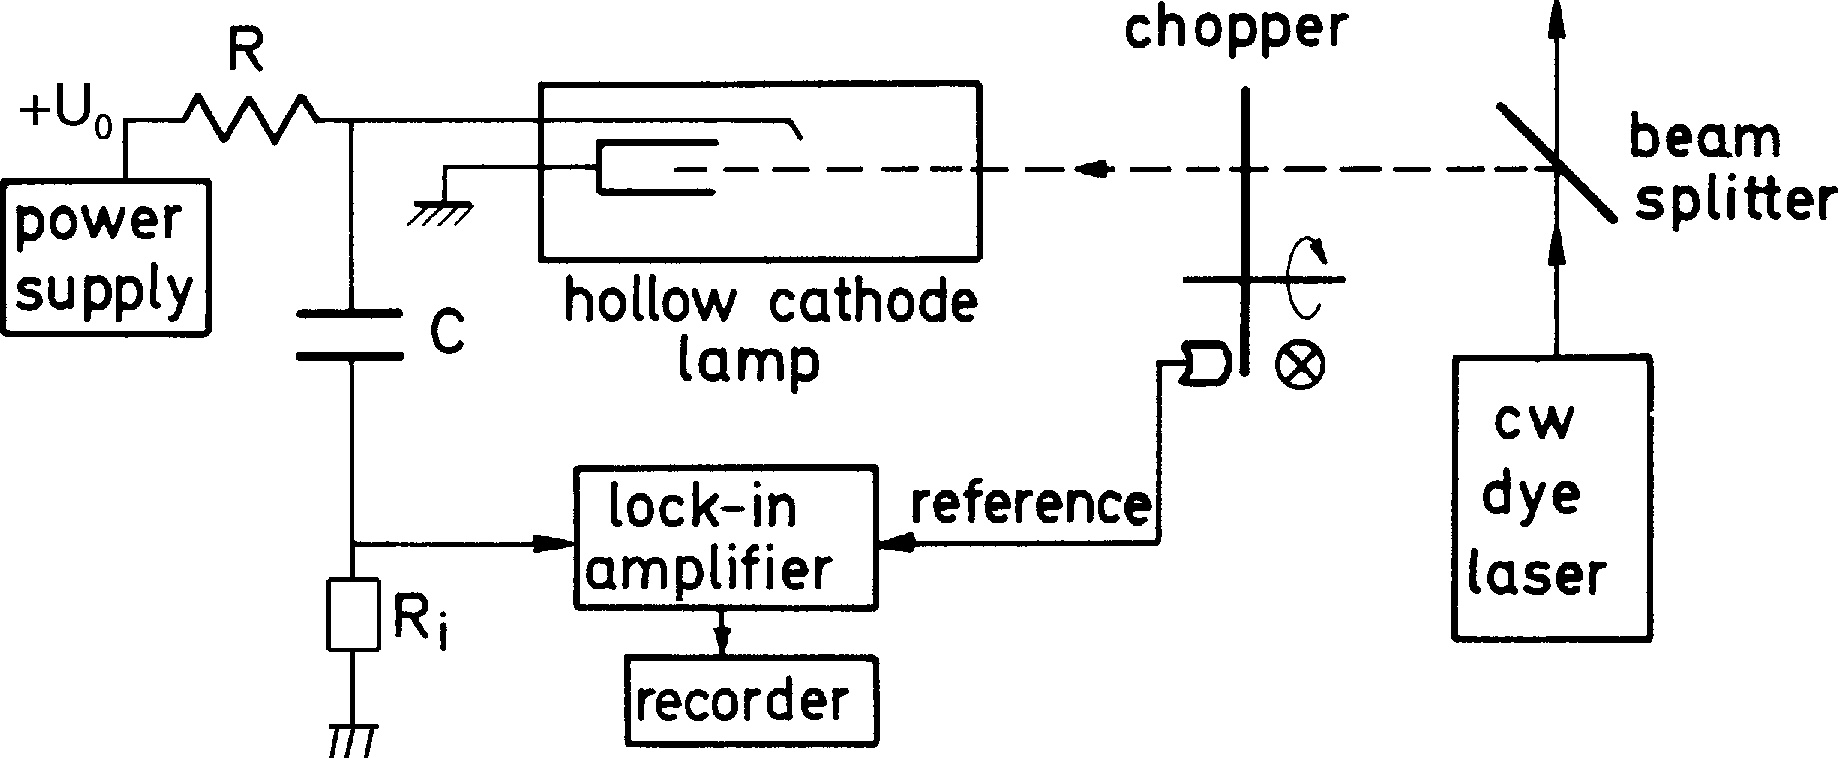 chopper
R
+U₀
beam
splitter
power
supply
hollow cathode
lamp
C
cw
dye
laser
lock-in
amplifier
reference
Rᵢ
recorder